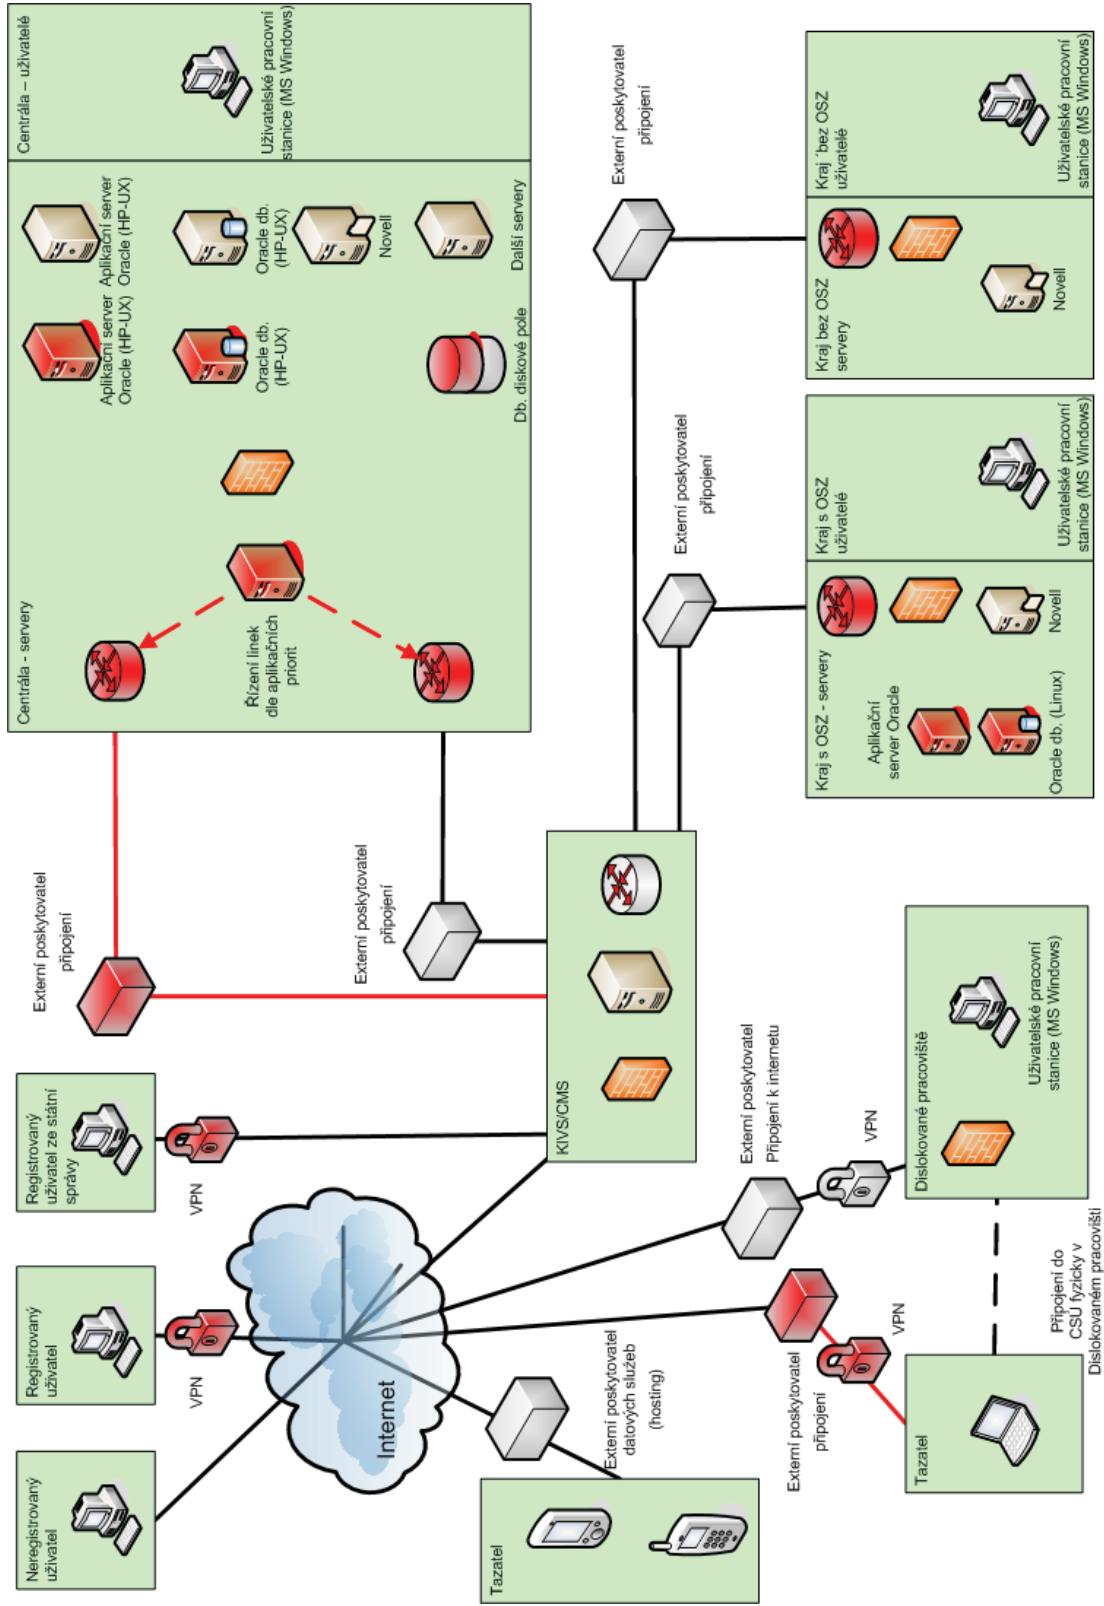 Neregistrovaný
uživatel
Registrovaný
uživatel
Registrovaný
uživatel ze státní
správy
VPN
VPN
Internet
Externí poskytovatel
připojení
Externí poskytovatel
připojení
Centrála - servery
Řízení linek
dle aplikačních
priorit
Aplikační server
Oracle (HP-UX)
Aplikační server
Oracle (HP-UX)
Oracle db.
(HP-UX)
Oracle db.
(HP-UX)
Novell
Db. diskové pole
Další servery
Centrála – uživatelé
Uživatelské pracovní
stanice (MS Windows)
Tazatel
Externí poskytovatel
datových služeb
(hosting)
KIVS/CMS
Externí poskytovatel
připojení
Externí poskytovatel
připojení
Externí poskytovatel
Připojení k internetu
VPN
Externí poskytovatel
připojení
VPN
Tazatel
Připojení do
ČSÚ fyzicky v
Dislokovaném pracovišti
Dislokované pracoviště
Uživatelské pracovní
stanice (MS Windows)
Kraj s OSZ - servery
Aplikační
server Oracle
Oracle db. (Linux)
Novell
Kraj s OSZ
uživatelé
Uživatelské pracovní
stanice (MS Windows)
Kraj bez OSZ
servery
Novell
Kraj ´bez OSZ
uživatelé
Uživatelské pracovní
stanice (MS Windows)